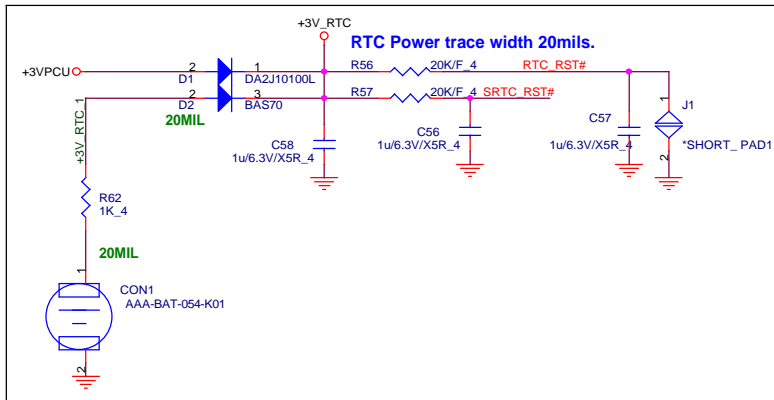 +3V_RTC
RTC Power trace width 20mils.
+3VPCU
2
1
D1
DA2J10100L
R56
20K/F_4
RTC_RST#
2
3
D2
BAS70
R57
20K/F_4
SRTC_RST#
20MIL
+3V_RTC_1
C58
1u/6.3V/X5R_4
C56
1u/6.3V/X5R_4
C57
1u/6.3V/X5R_4
1
J1
*SHORT_ PAD1
2
R62
1K_4
20MIL
1
CON1
AAA-BAT-054-K01
2